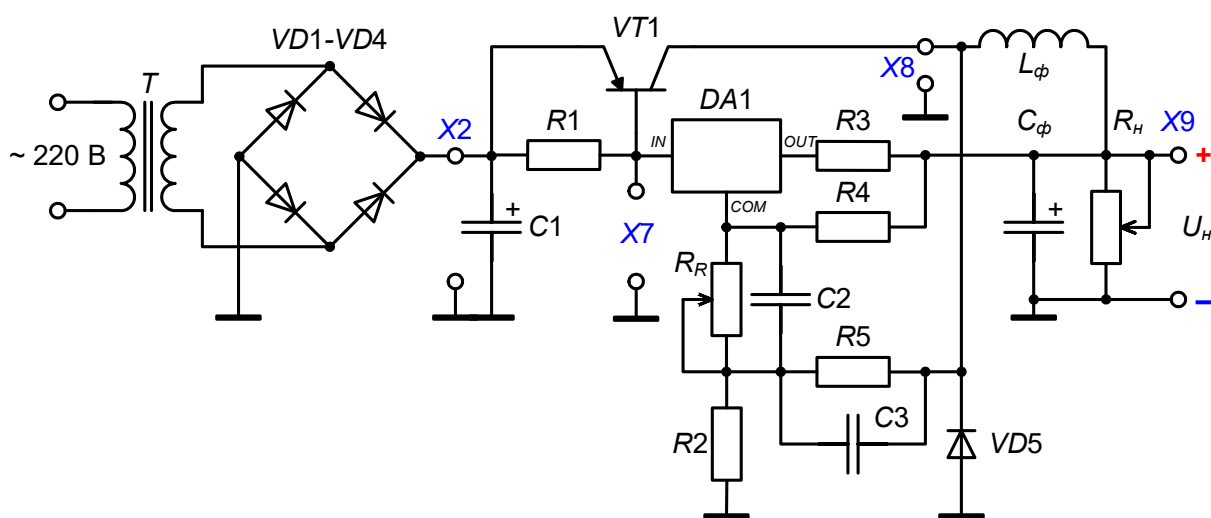 VT1
VD1-VD4
T
X8
Lф
DA1
X2
R1
R3
Cф
Rн
X9
IN
OUT
+
~ 220 В
COM
R4
+
C1
X7
+
Uн
RR
C2
–
R5
C3
R2
VD5